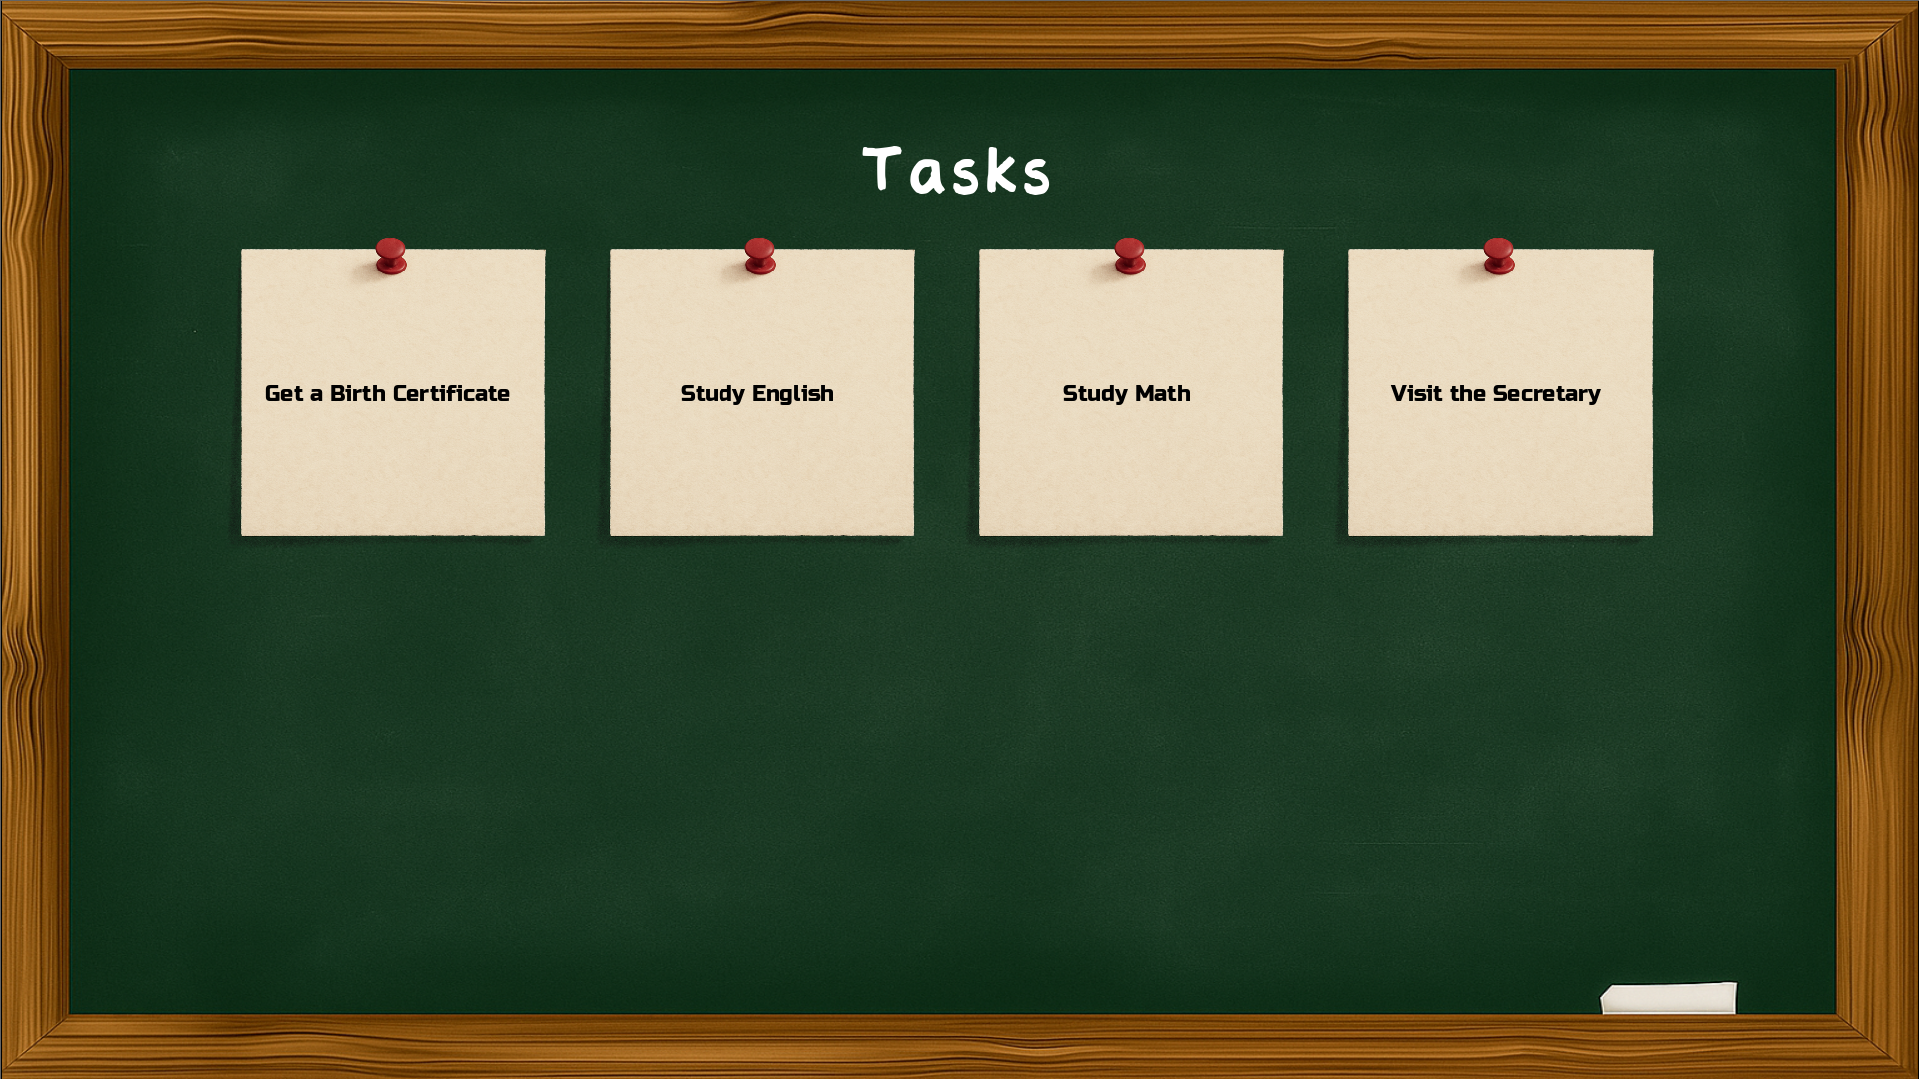 Tasks
Get a Birth Certificate
Study English
Study Math
Visit the Secretary